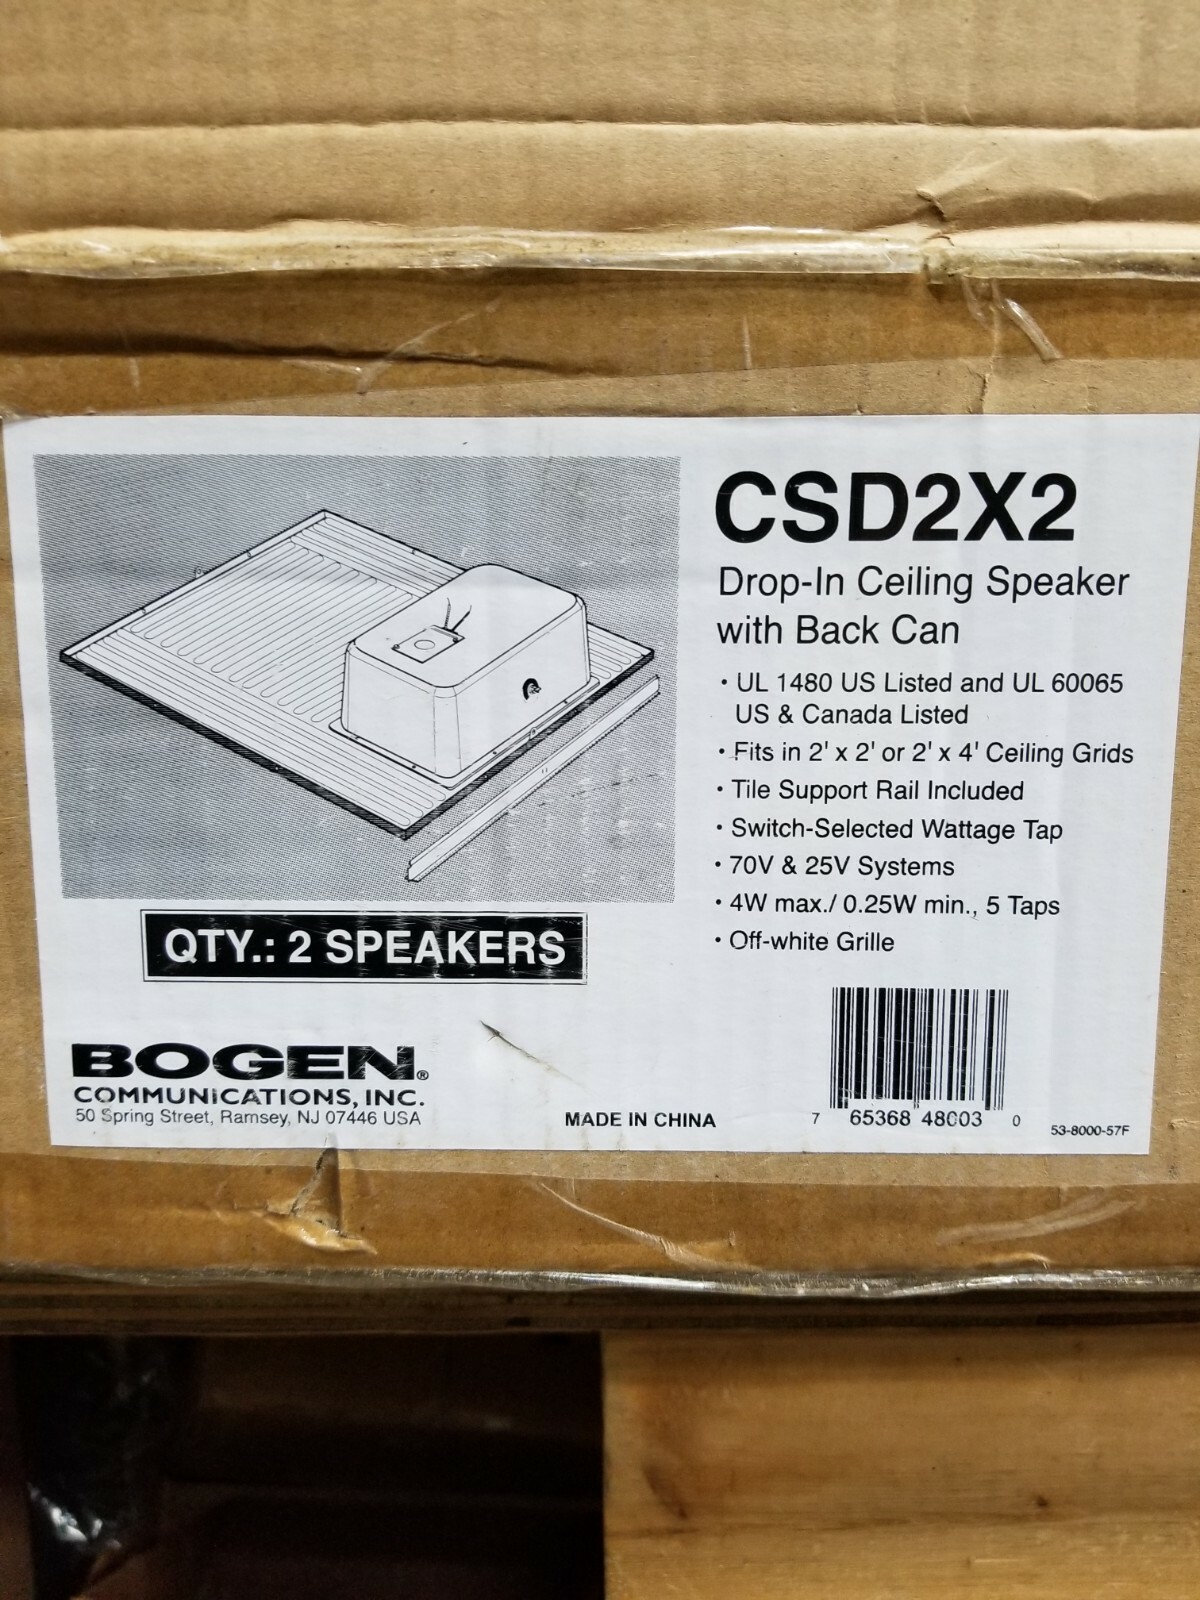 CSD2X2
Drop-In Ceiling Speaker
with Back Can
• UL 1480 US Listed and UL 60065
US & Canada Listed
• Fits in 2' x 2' or 2' x 4' Ceiling Grids
• Tile Support Rail Included
• Switch-Selected Wattage Tap
• 70V & 25V Systems
• 4W max./ 0.25W min., 5 Taps
• Off-white Grille
QTY.: 2 SPEAKERS
BOGEN®
COMMUNICATIONS, INC.
50 Spring Street, Ramsey, NJ 07446 USA
MADE IN CHINA
7 65368 48003 0
53-8000-57F